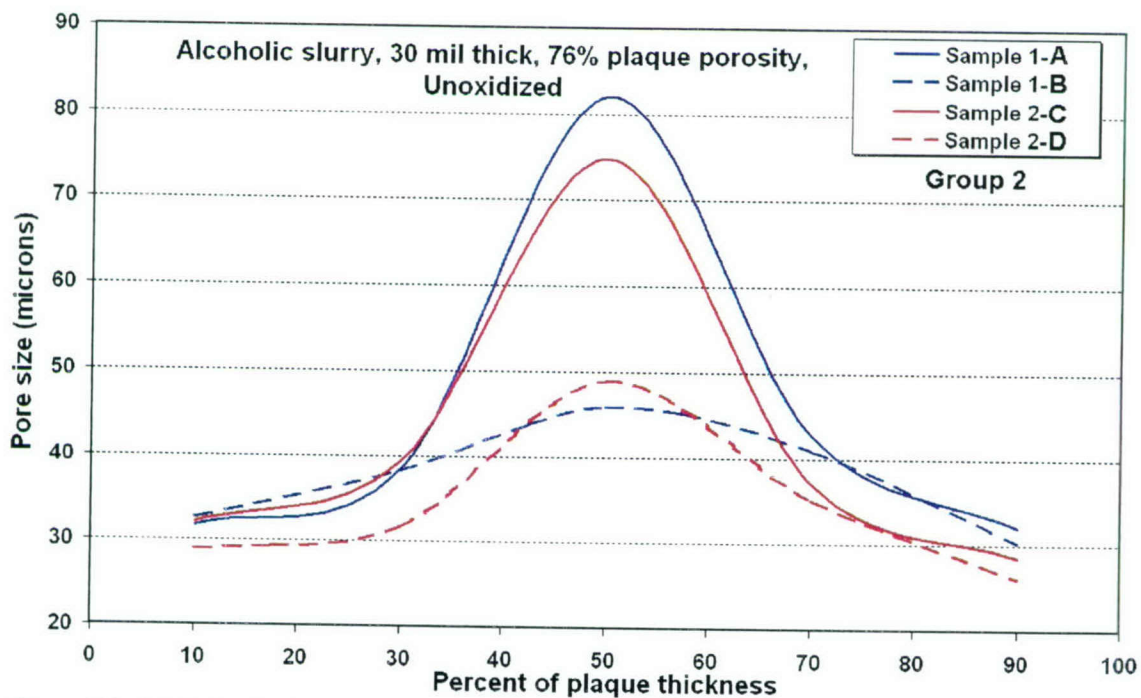 90
80
70
60
50
40
30
20
Pore size (microns)
Alcoholic slurry, 30 mil thick, 76% plaque porosity,
Unoxidized
Sample 1-A
Sample 1-B
Sample 2-C
Sample 2-D
Group 2
0 10 20 30 40 50 60 70 80 90 100
Percent of plaque thickness